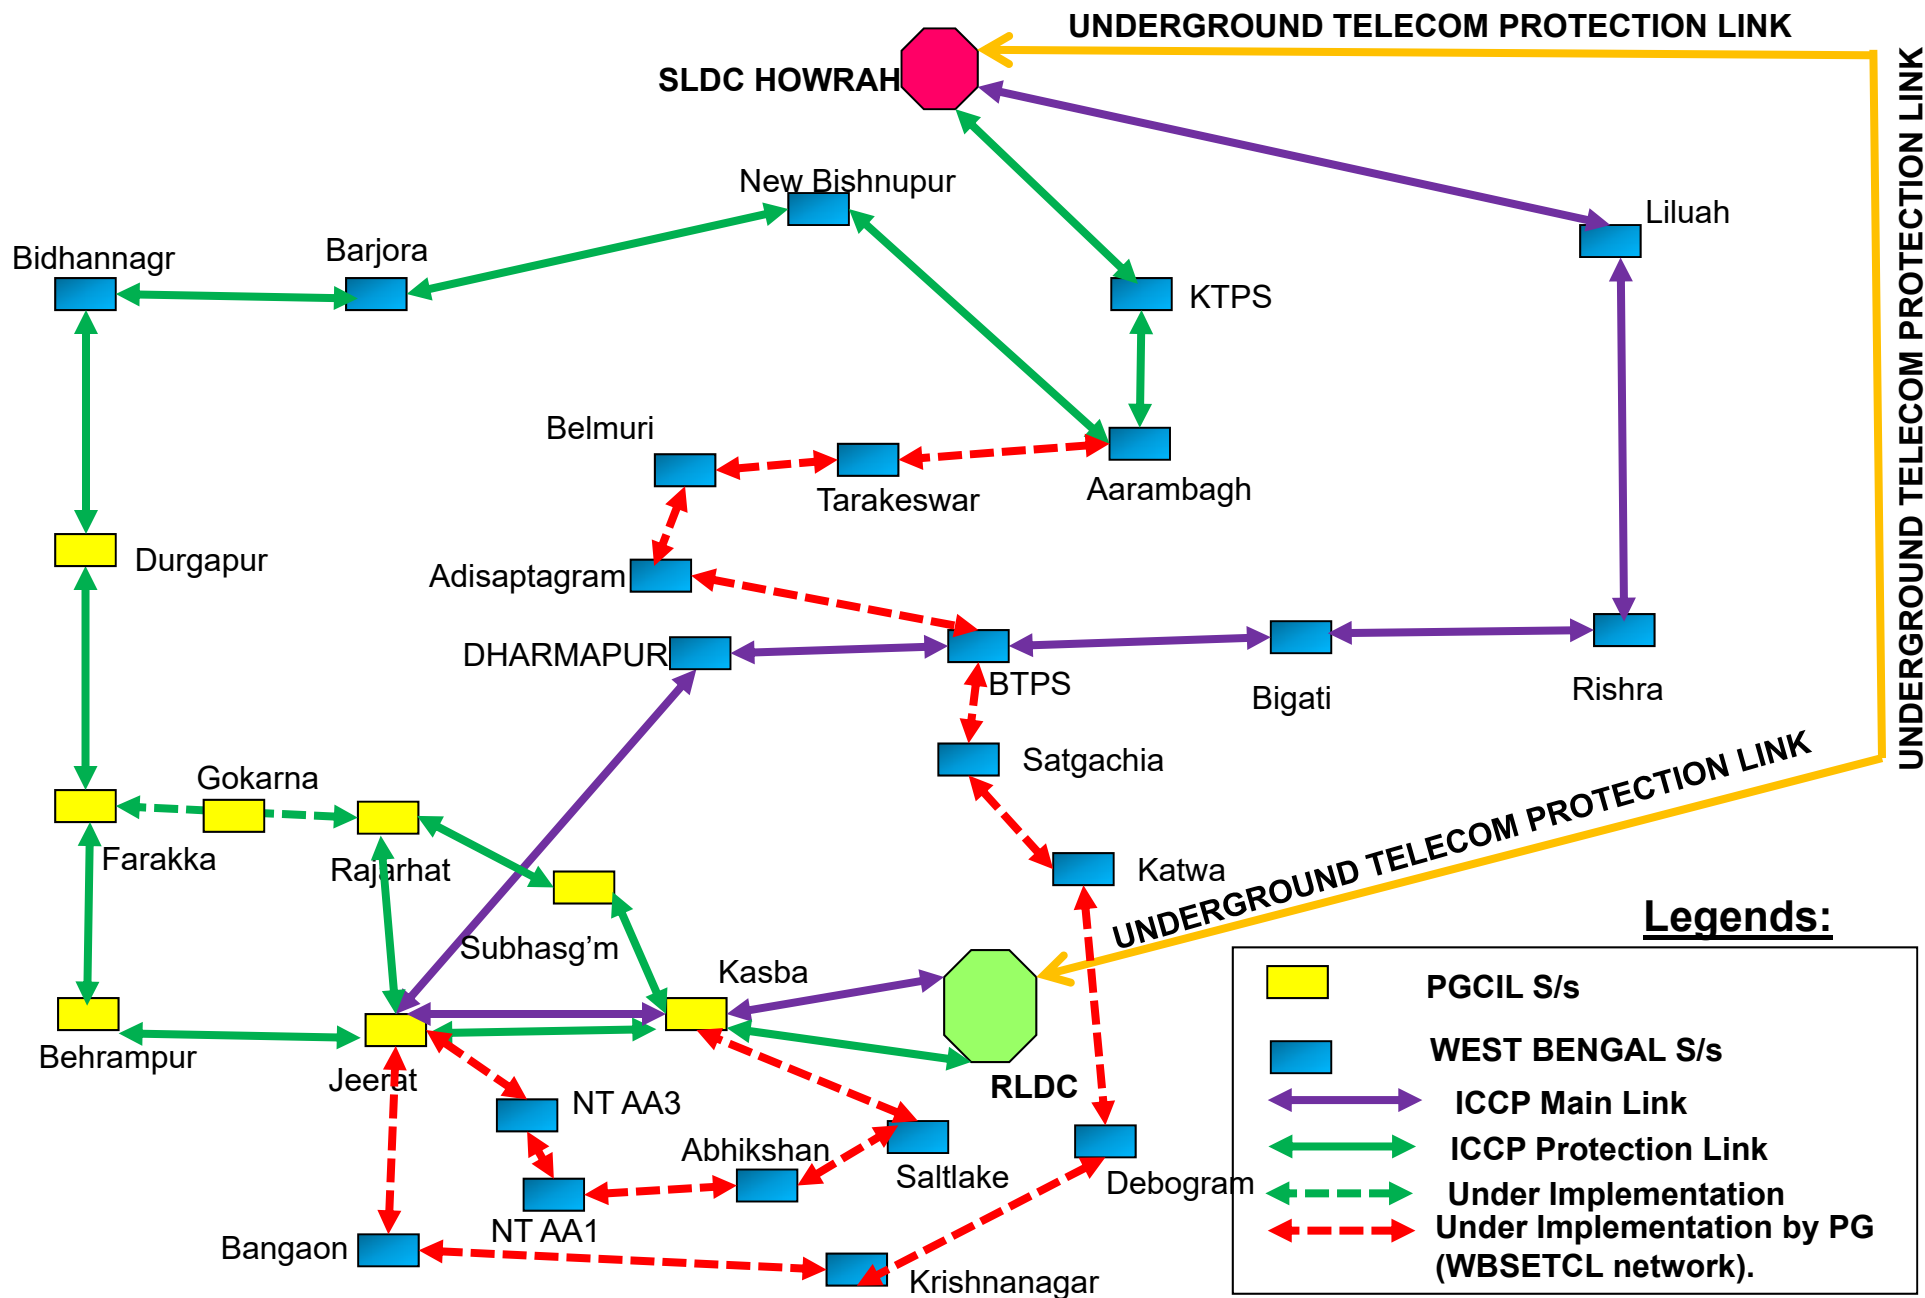 UNDERGROUND TELECOM PROTECTION LINK
SLDC HOWRAH
UNDERGROUND TELECOM PROTECTION LINK
New Bishnupur
Liluah
Bidhannagr
Barjora
KTPS
Belmuri
Tarakeswar
Aarambagh
Durgapur
Adisaptagram
DHARMAPUR
BTPS
Bigati
Rishra
Satgachia
Gokarna
UNDERGROUND TELECOM PROTECTION LINK
Farakka
Rajarhat
Katwa
Subhasg’m
Kasba
Legends:
PGCIL S/s
Behrampur
Jeerat
RLDC
WEST BENGAL S/s
NT AA3
ICCP Main Link
Abhikshan
ICCP Protection Link
Saltlake
Debogram
Under Implementation
NT AA1
Under Implementation by PG
(WBSETCL network).
Bangaon
Krishnanagar